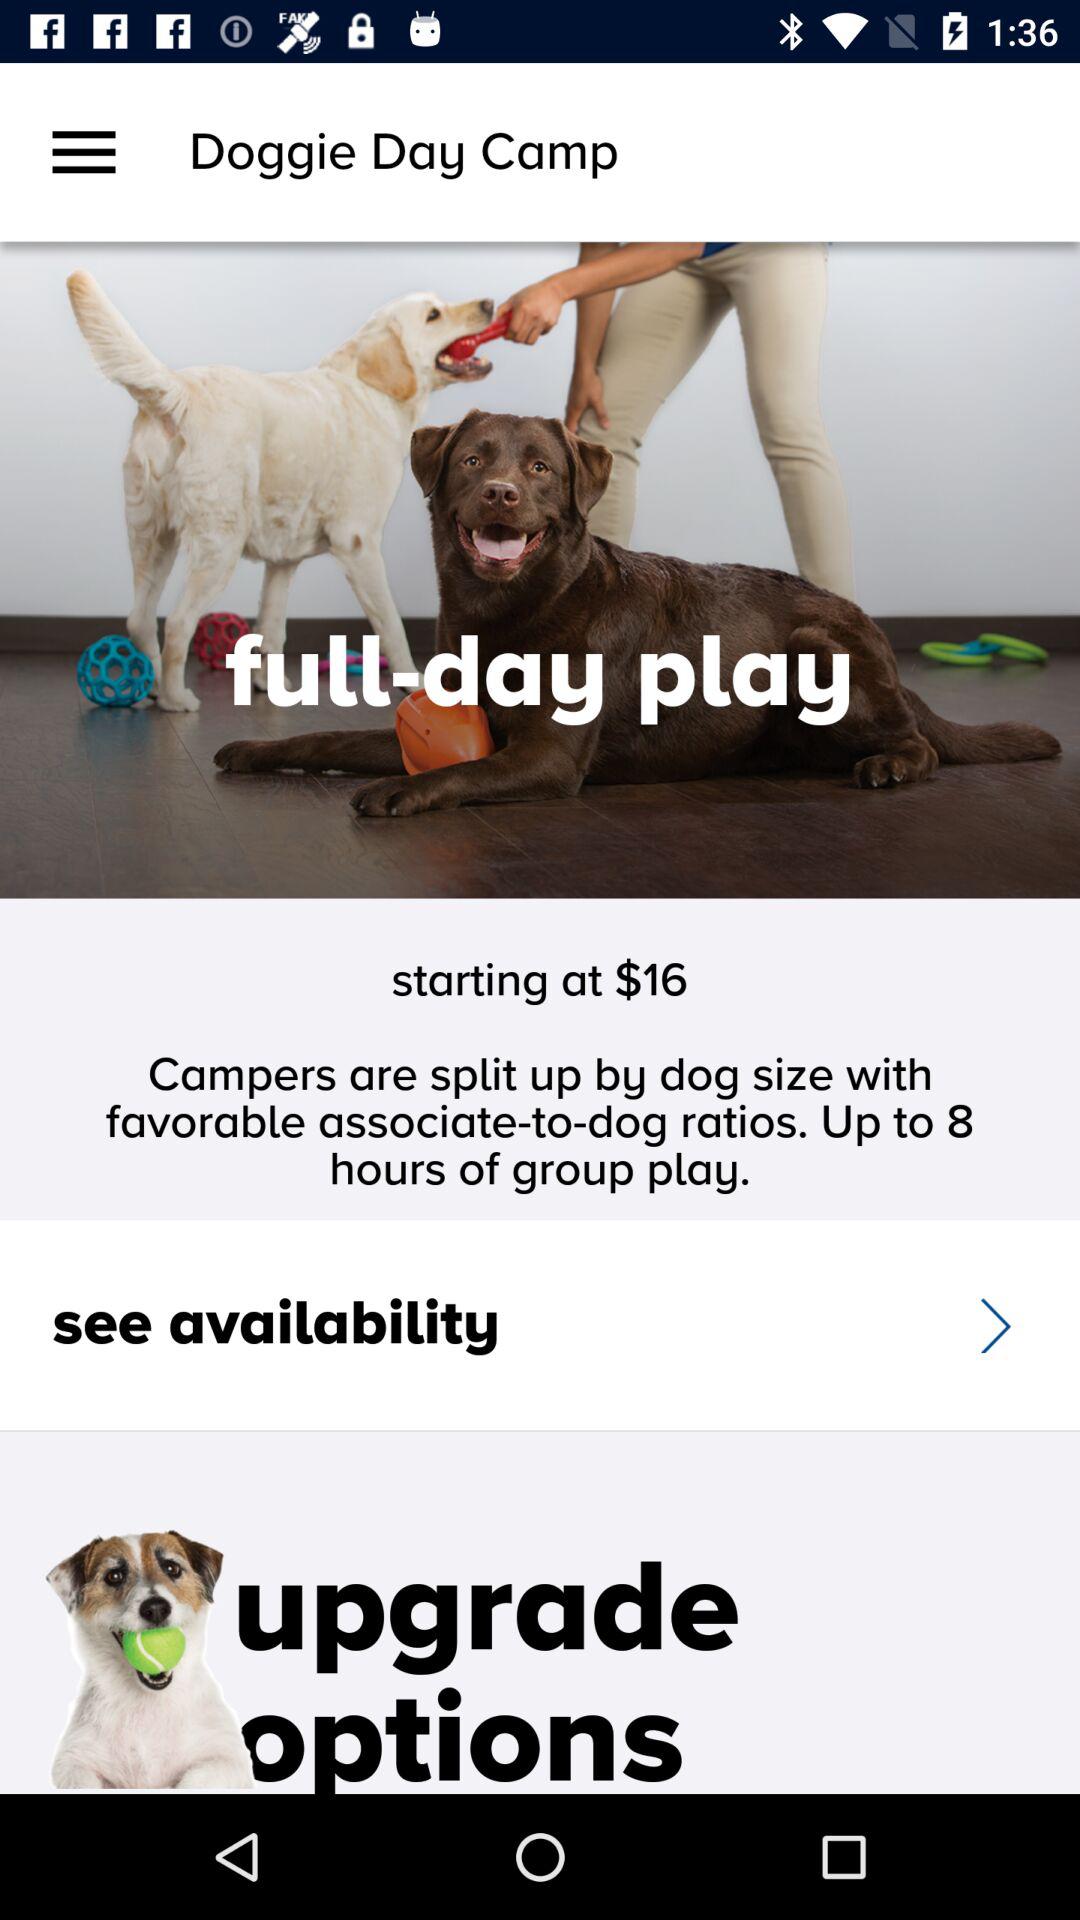 FAKE
1:36
Doggie Day Camp
full-day play
starting at $16
Campers are split up by dog size with
favorable associate-to-dog ratios. Up to 8
hours of group play.
see availability
upgrade
options